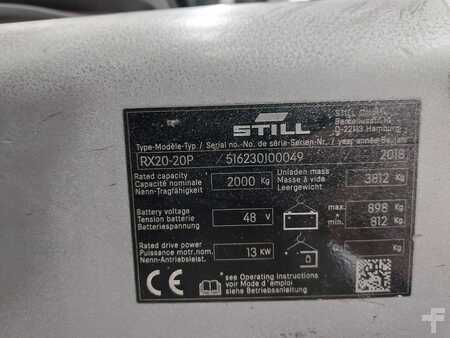 STILL
STILL GmbH
D-22113 Hamburg
Type-Modèle-Typ / Serial no.-No. de série-Serien-Nr. / year-année-Baujahr
RX20-20P / 516230J00049 / 2018
Rated capacity
Capacité nominale
Nenn-Tragfähigkeit
2000 Kg
Unladen mass
Masse à vide
Leergewicht
3812 Kg
Battery voltage
Tension batterie
Batteriespannung
48 V
max. 898 Kg
min. 812 Kg
Rated drive power
Puissance motr.nom.
Nenn-Antriebsleist.
13 KW
Kg
CE
*see Operating instructions
voir Mode d'emploi
siehe Betriebsanleitung